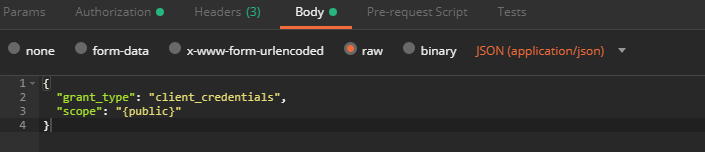 Params Authorization Headers (3) Body Pre-request Script Tests
none form-data x-www-form-urlencoded raw binary JSON (application/json)
1 {
2 "grant_type": "client_credentials",
3 "scope": "{public}"
4 }